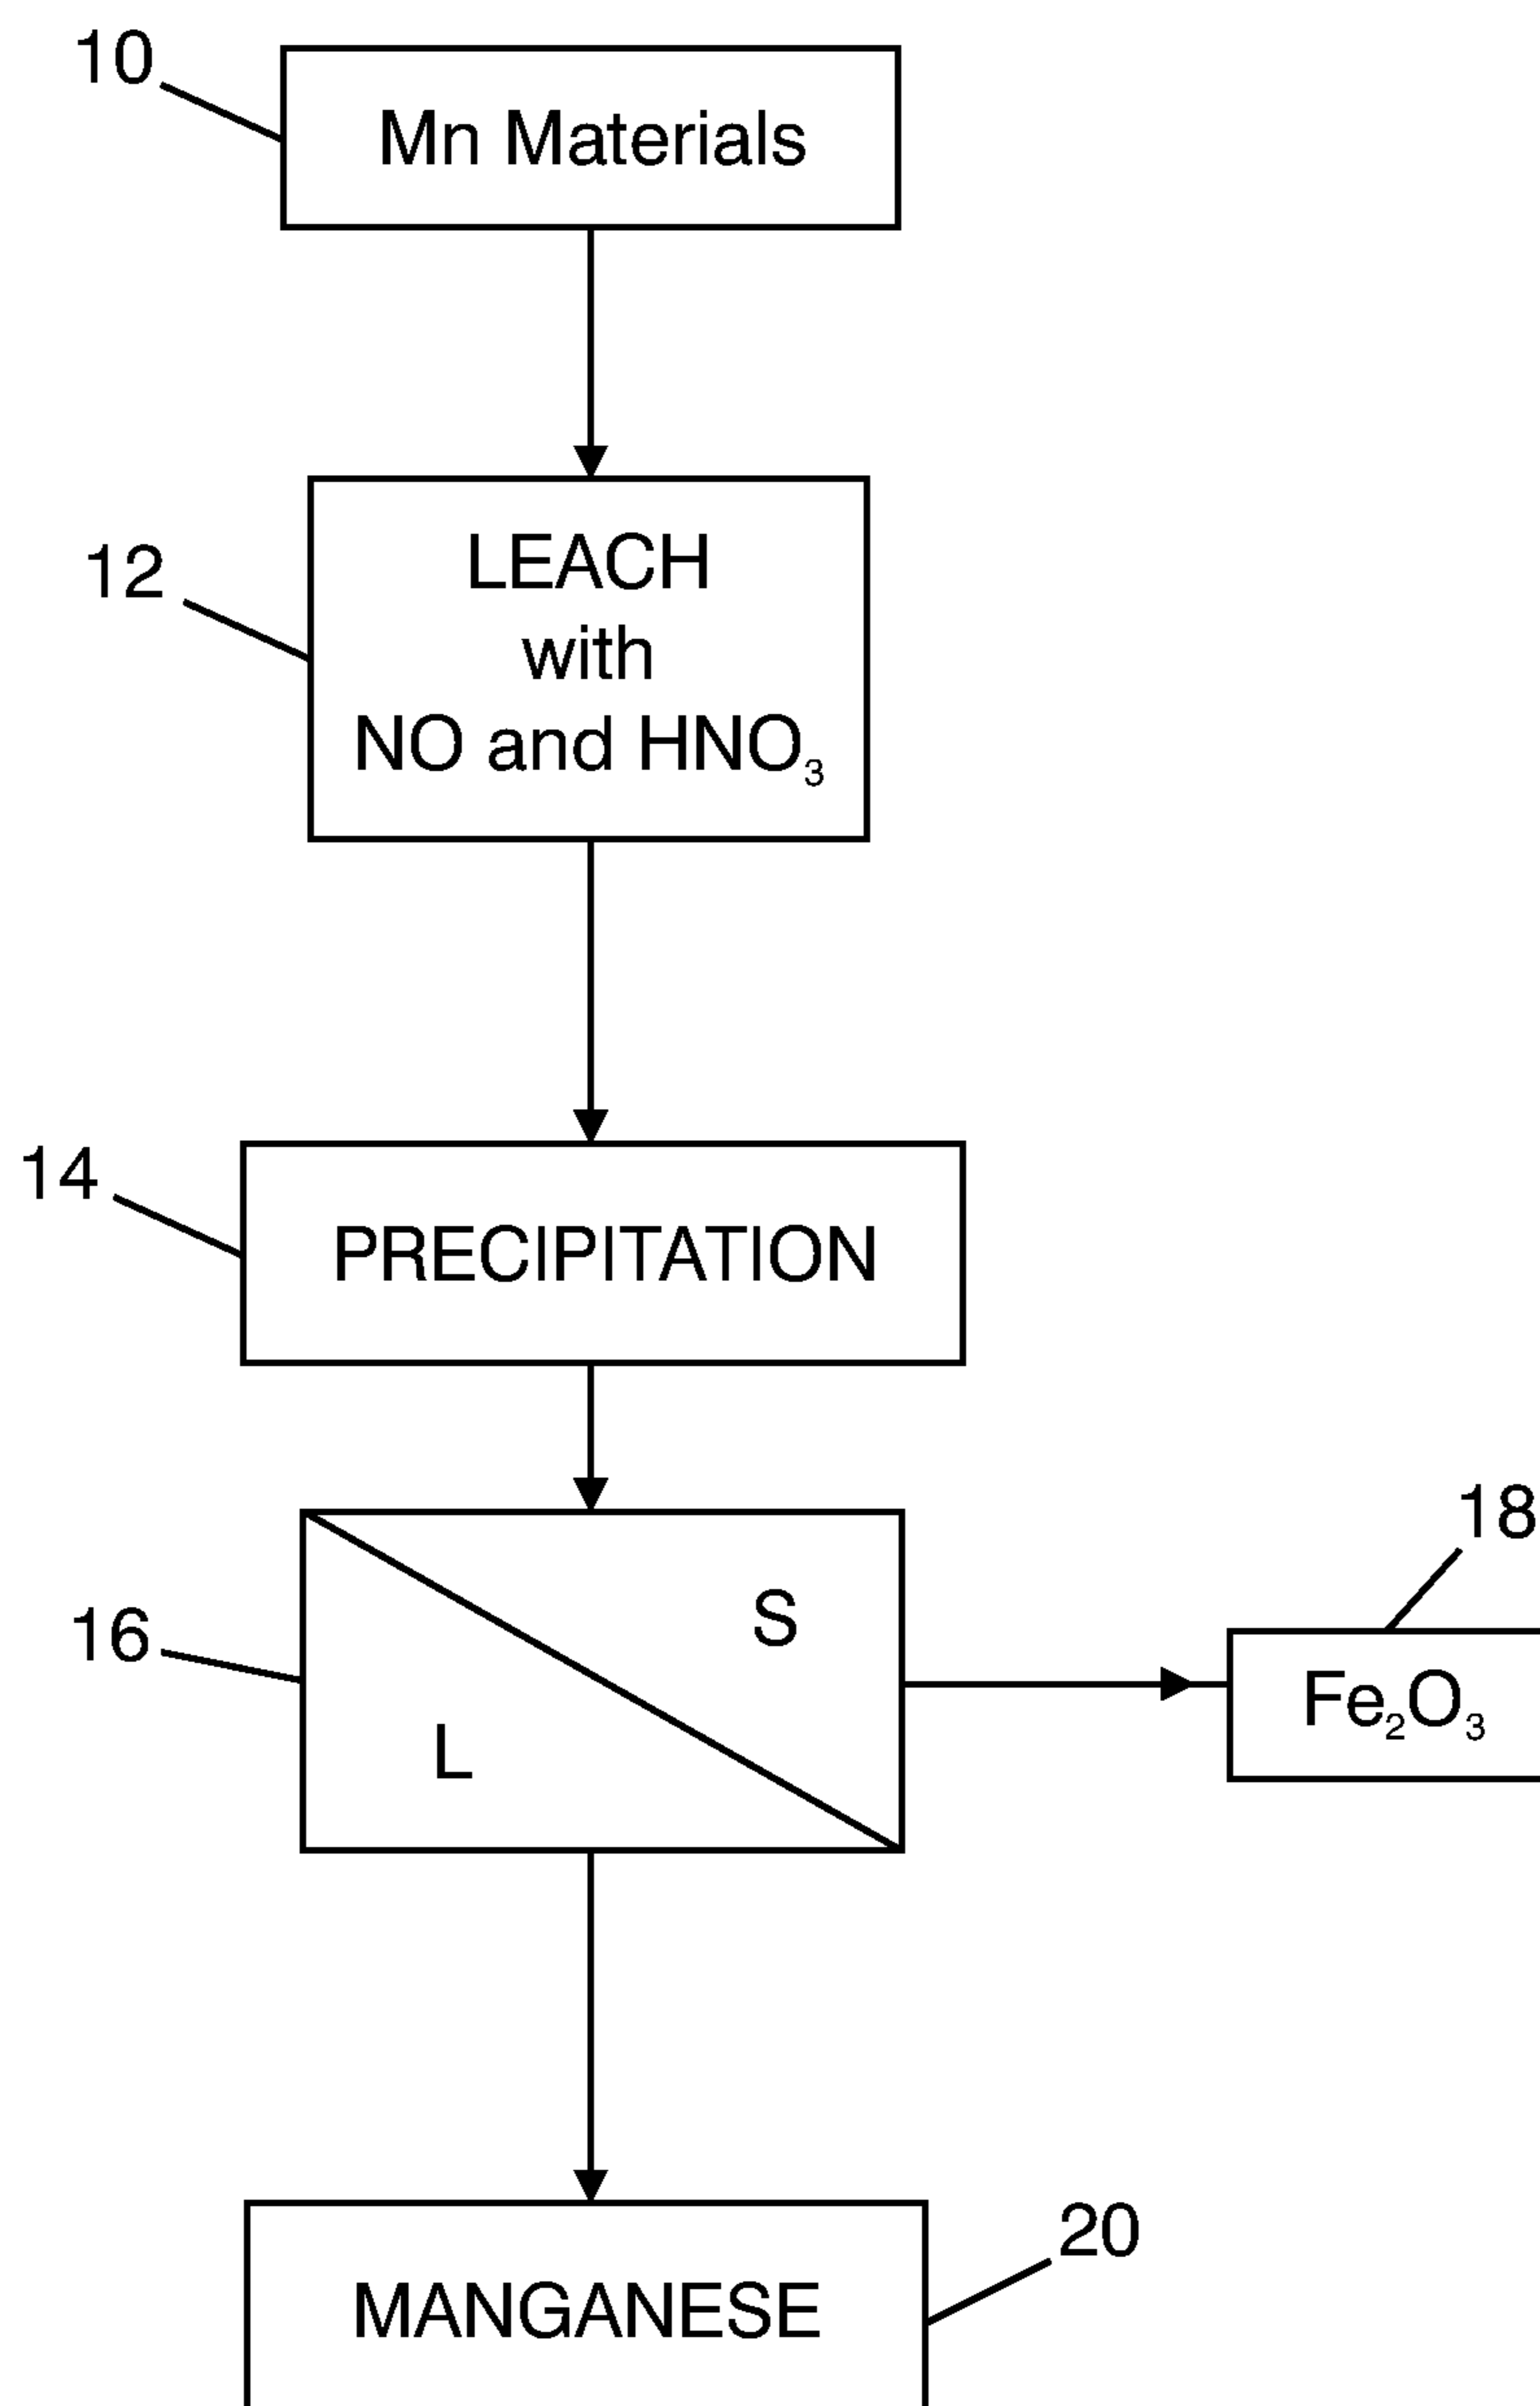 10
Mn Materials
12
LEACH
with
NO and HNO₃
14
PRECIPITATION
16
S
L
18
Fe₂O₃
20
MANGANESE